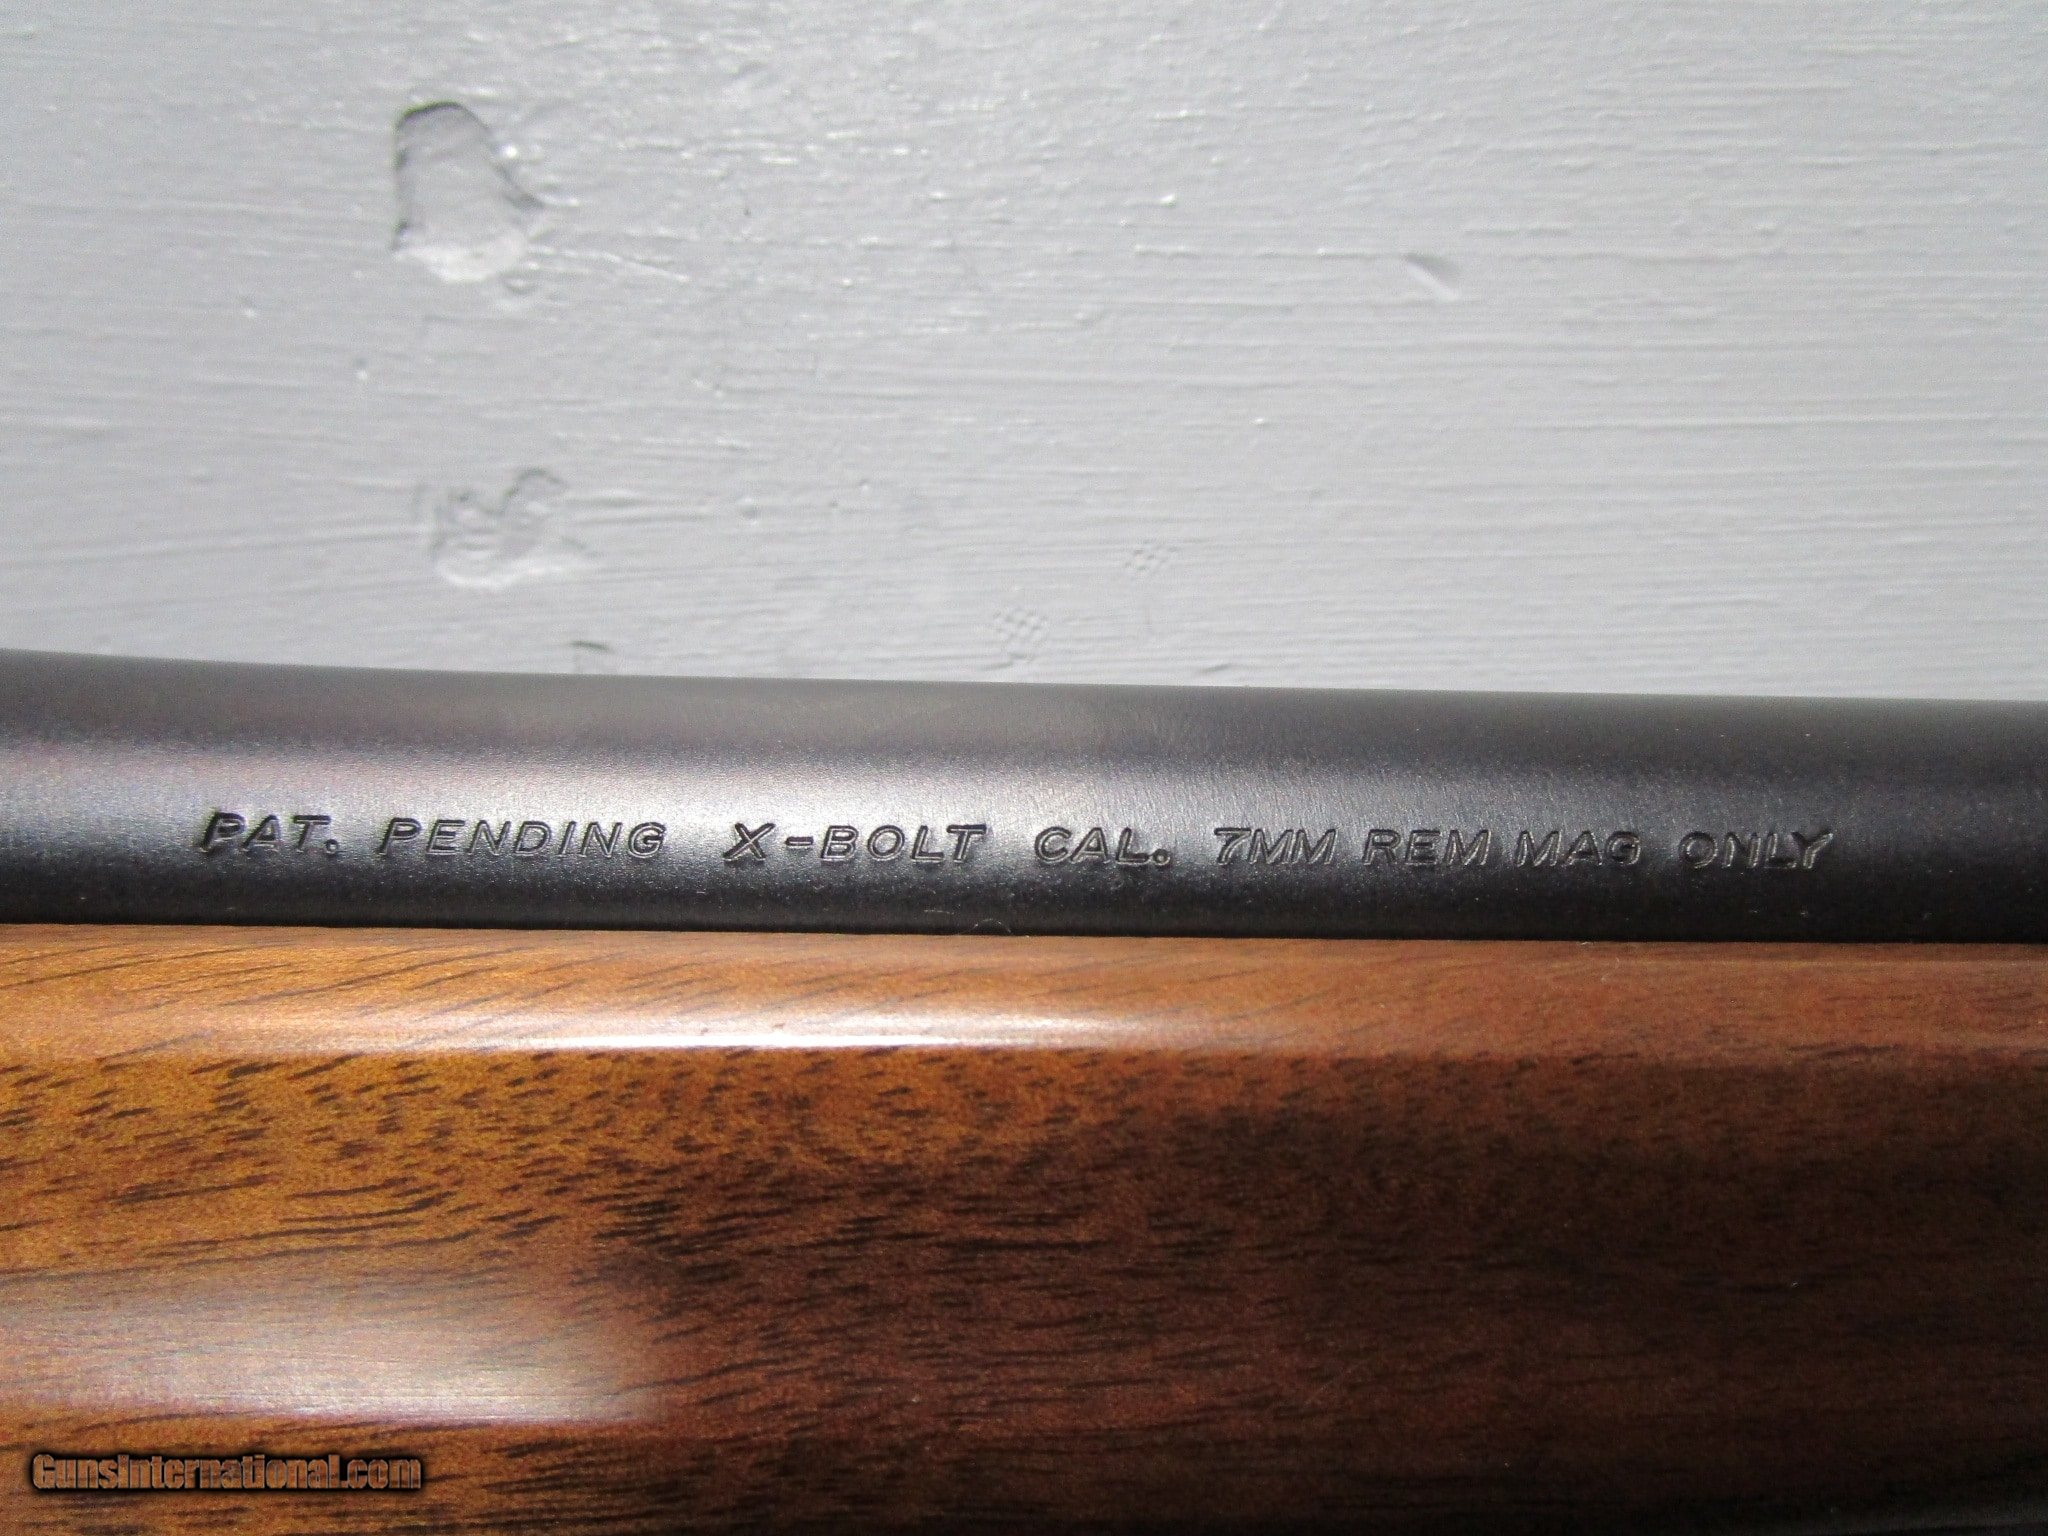 PAT. PENDING X-BOLT CAL. 7MM REM MAG ONLY
GunsInternational.com